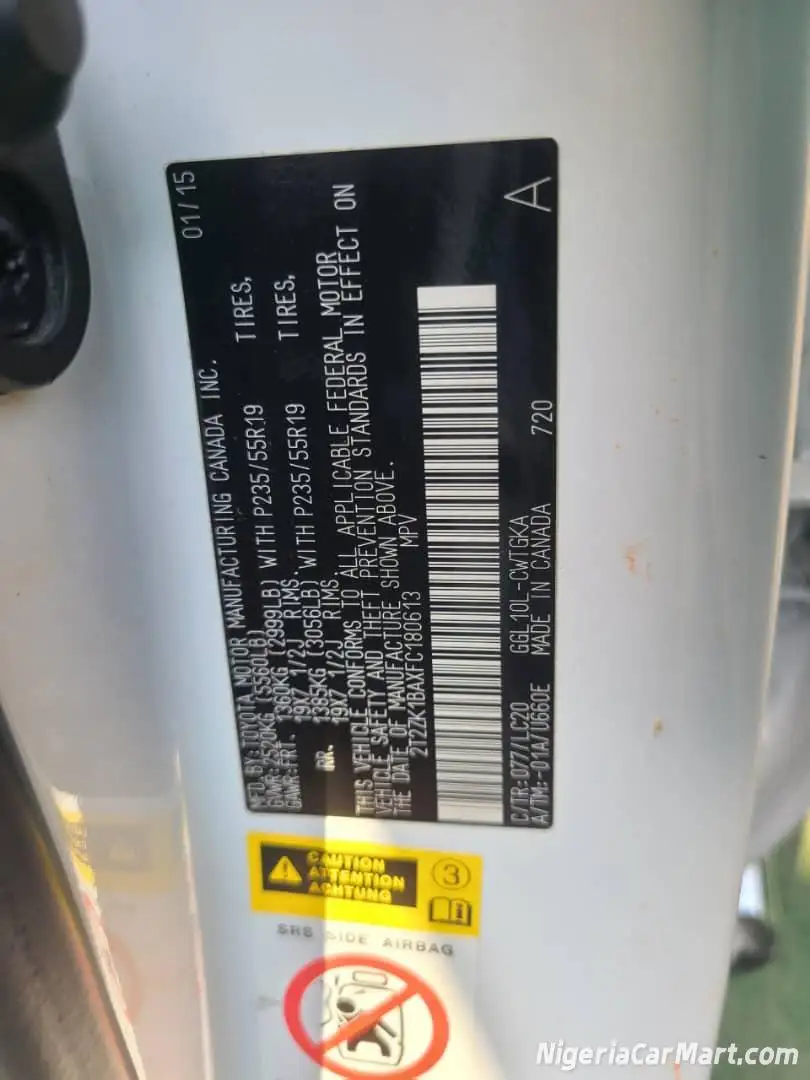 MFD. BY: TOYOTA MOTOR MANUFACTURING CANADA INC. 01/15
GVWR: 2520KG (5560LB)
GAWR: FRT. 1360KG (2999LB) WITH P235/55R19 TIRES,
19X7 1/2J RIMS.
RR. 1385KG (3056LB) WITH P235/55R19 TIRES,
19X7 1/2J RIMS.
THIS VEHICLE CONFORMS TO ALL APPLICABLE FEDERAL MOTOR
VEHICLE SAFETY AND THEFT PREVENTION STANDARDS IN EFFECT ON
THE DATE OF MANUFACTURE SHOWN ABOVE.
2T2ZK1BAXFC180613 MPV
C/TR: 077/LC20 GGL10L-CWTGKA
A/TM:-01A/U660E MADE IN CANADA 720
A
CAUTION
ATTENTION
ACHTUNG
3
SRS SIDE AIRBAG
NigeriaCarMart.com